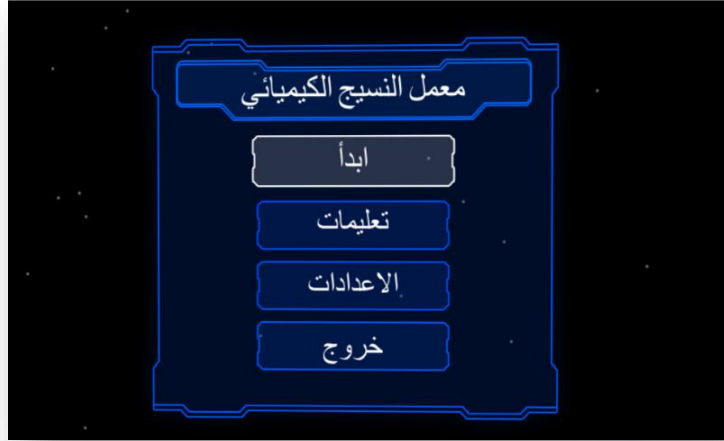 معمل النسيج الكيميائي
ابدأ
تعليمات
الاعدادات
خروج